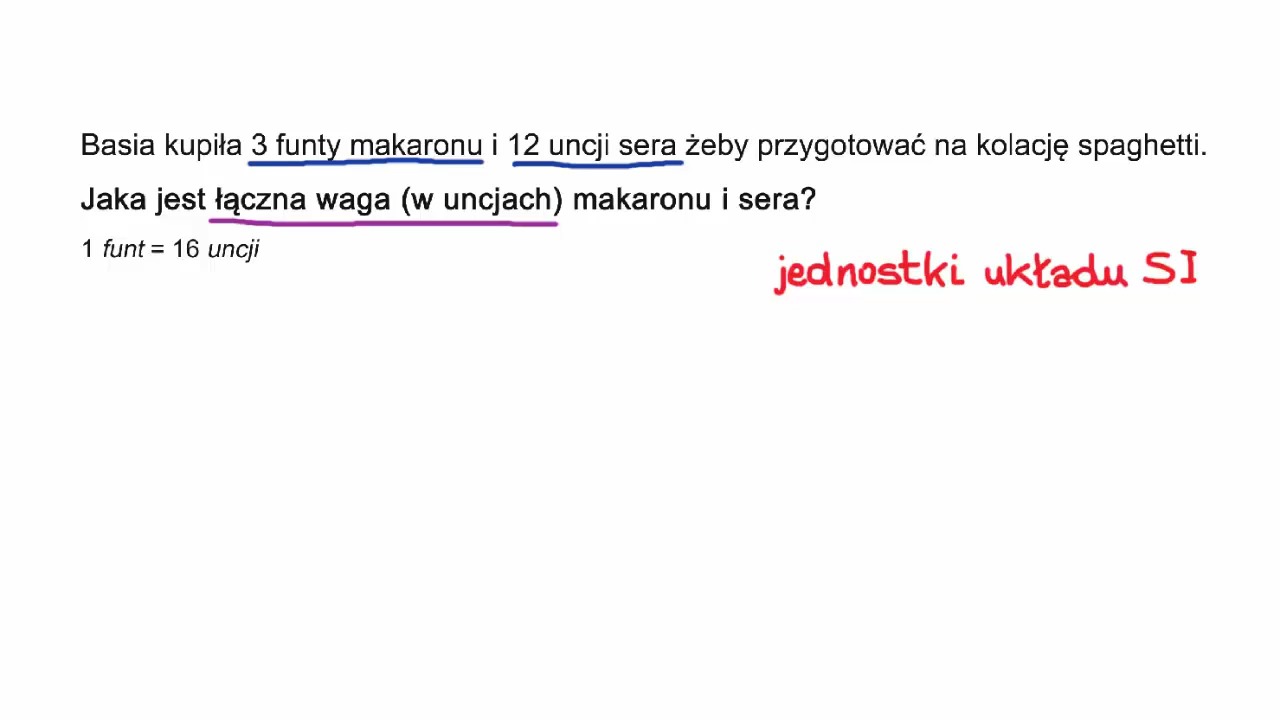 Basia kupiła 3 funty makaronu i 12 uncji sera żeby przygotować na kolację spaghetti.
Jaka jest łączna waga (w uncjach) makaronu i sera?
1 funt = 16 uncji
jednostki układu SI